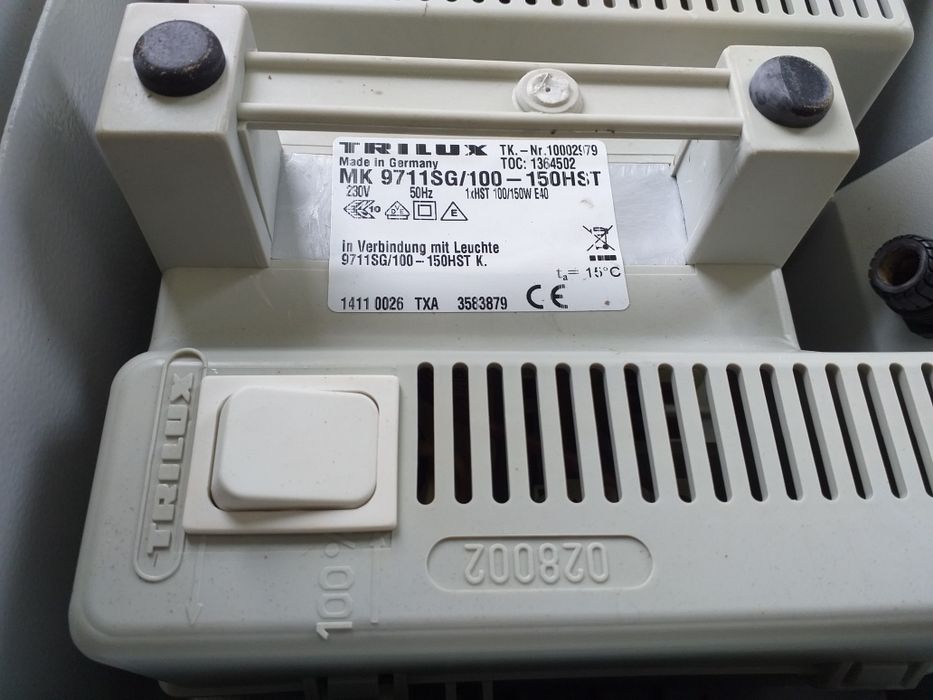 TRILUX TK.-Nr.10002979
Made in Germany TOC: 1364502
MK 9711SG/100-150HST
230V 50Hz 1xHST 100/150W E40
in Verbindung mit Leuchte
9711SG/100-150HST K.
ta= 15°C
1411 0026 TXA 3583879 CE
TRILUX
100%
028002